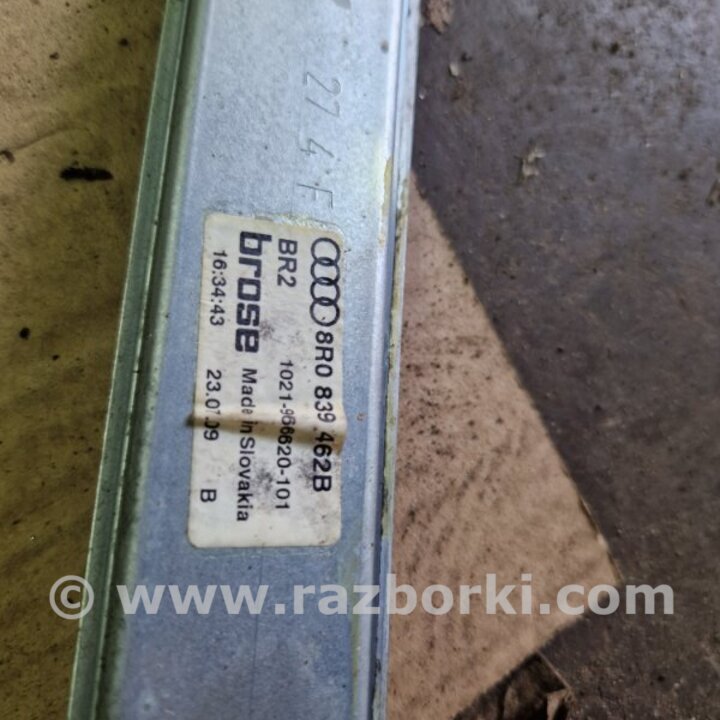 27 4 F
8R0 839 462B
BR2 1021-966620-101
brose Made in Slovakia
16:34:43 23.07.09 B
© www.razborki.com